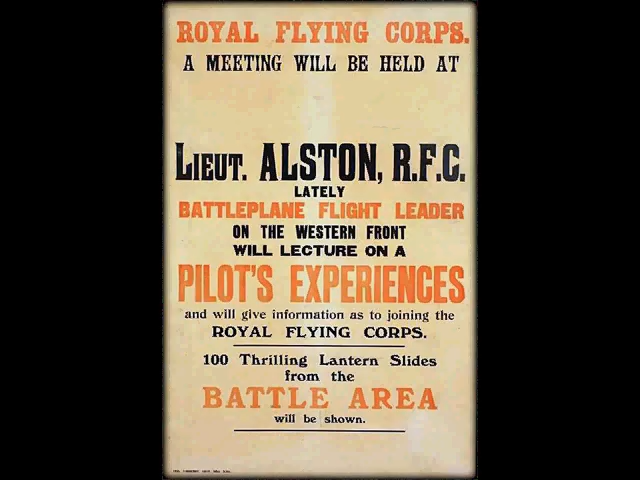 ROYAL FLYING CORPS.
A MEETING WILL BE HELD AT
LIEUT. ALSTON, R.F.C.
LATELY
BATTLEPLANE FLIGHT LEADER
ON THE WESTERN FRONT
WILL LECTURE ON A
PILOT'S EXPERIENCES
and will give information as to joining the
ROYAL FLYING CORPS.
100 Thrilling Lantern Slides
from the
BATTLE AREA
will be shown.